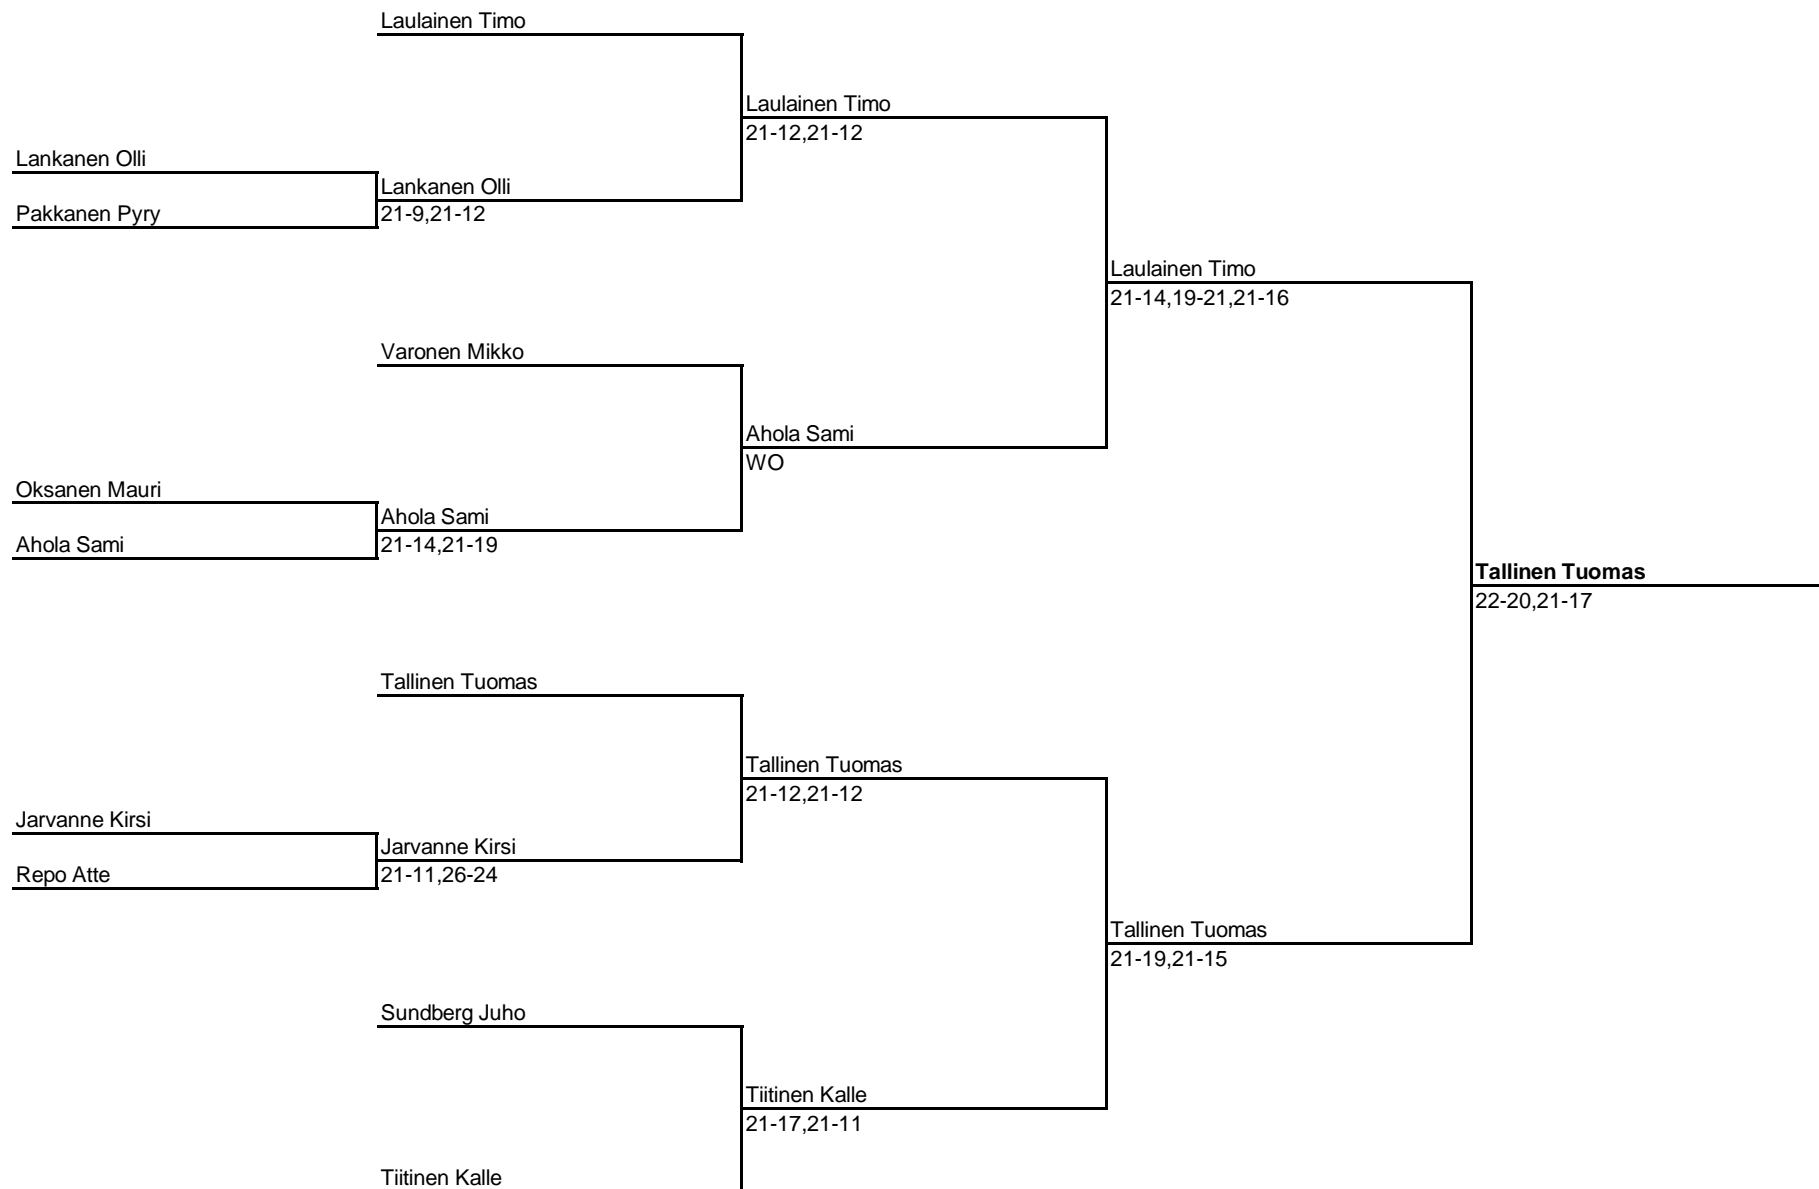 Laulainen Timo
Laulainen Timo
21-12,21-12
Lankanen Olli
Lankanen Olli
Pakkanen Pyry
21-9,21-12
Laulainen Timo
21-14,19-21,21-16
Varonen Mikko
Ahola Sami
WO
Oksanen Mauri
Ahola Sami
Ahola Sami
21-14,21-19
Tallinen Tuomas
22-20,21-17
Tallinen Tuomas
Tallinen Tuomas
21-12,21-12
Jarvanne Kirsi
Jarvanne Kirsi
Repo Atte
21-11,26-24
Tallinen Tuomas
21-19,21-15
Sundberg Juho
Tiitinen Kalle
21-17,21-11
Tiitinen Kalle